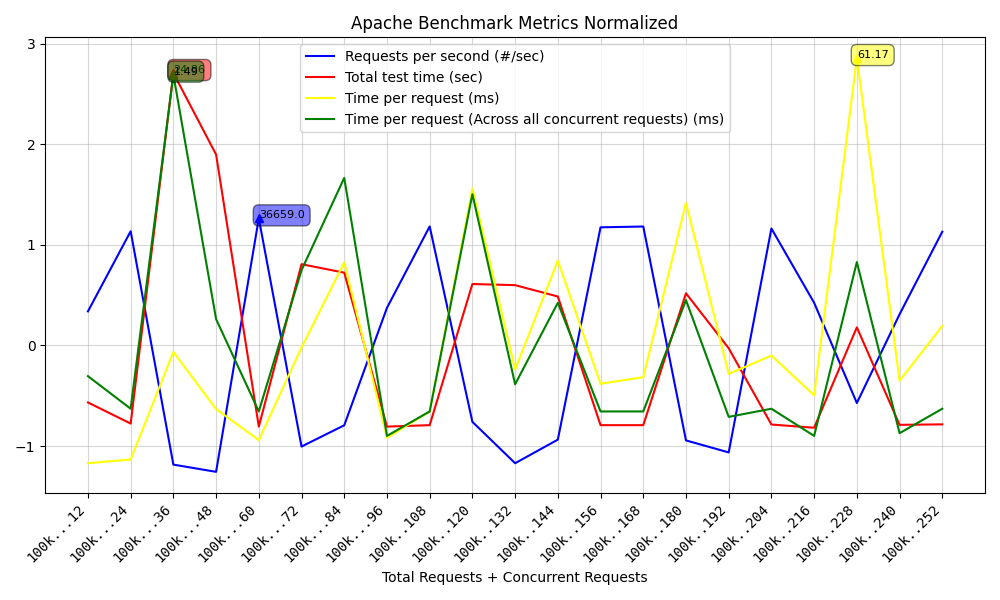 Apache Benchmark Metrics Normalized
3
2
1
0
−1
Requests per second (#/sec)
Total test time (sec)
Time per request (ms)
Time per request (Across all concurrent requests) (ms)
1.49
36659.0
61.17
100k...12
100k...24
100k...36
100k...48
100k...60
100k...72
100k...84
100k...96
100k..108
100k..120
100k..132
100k..144
100k..156
100k..168
100k..180
100k..192
100k..204
100k..216
100k..228
100k..240
100k..252
Total Requests + Concurrent Requests